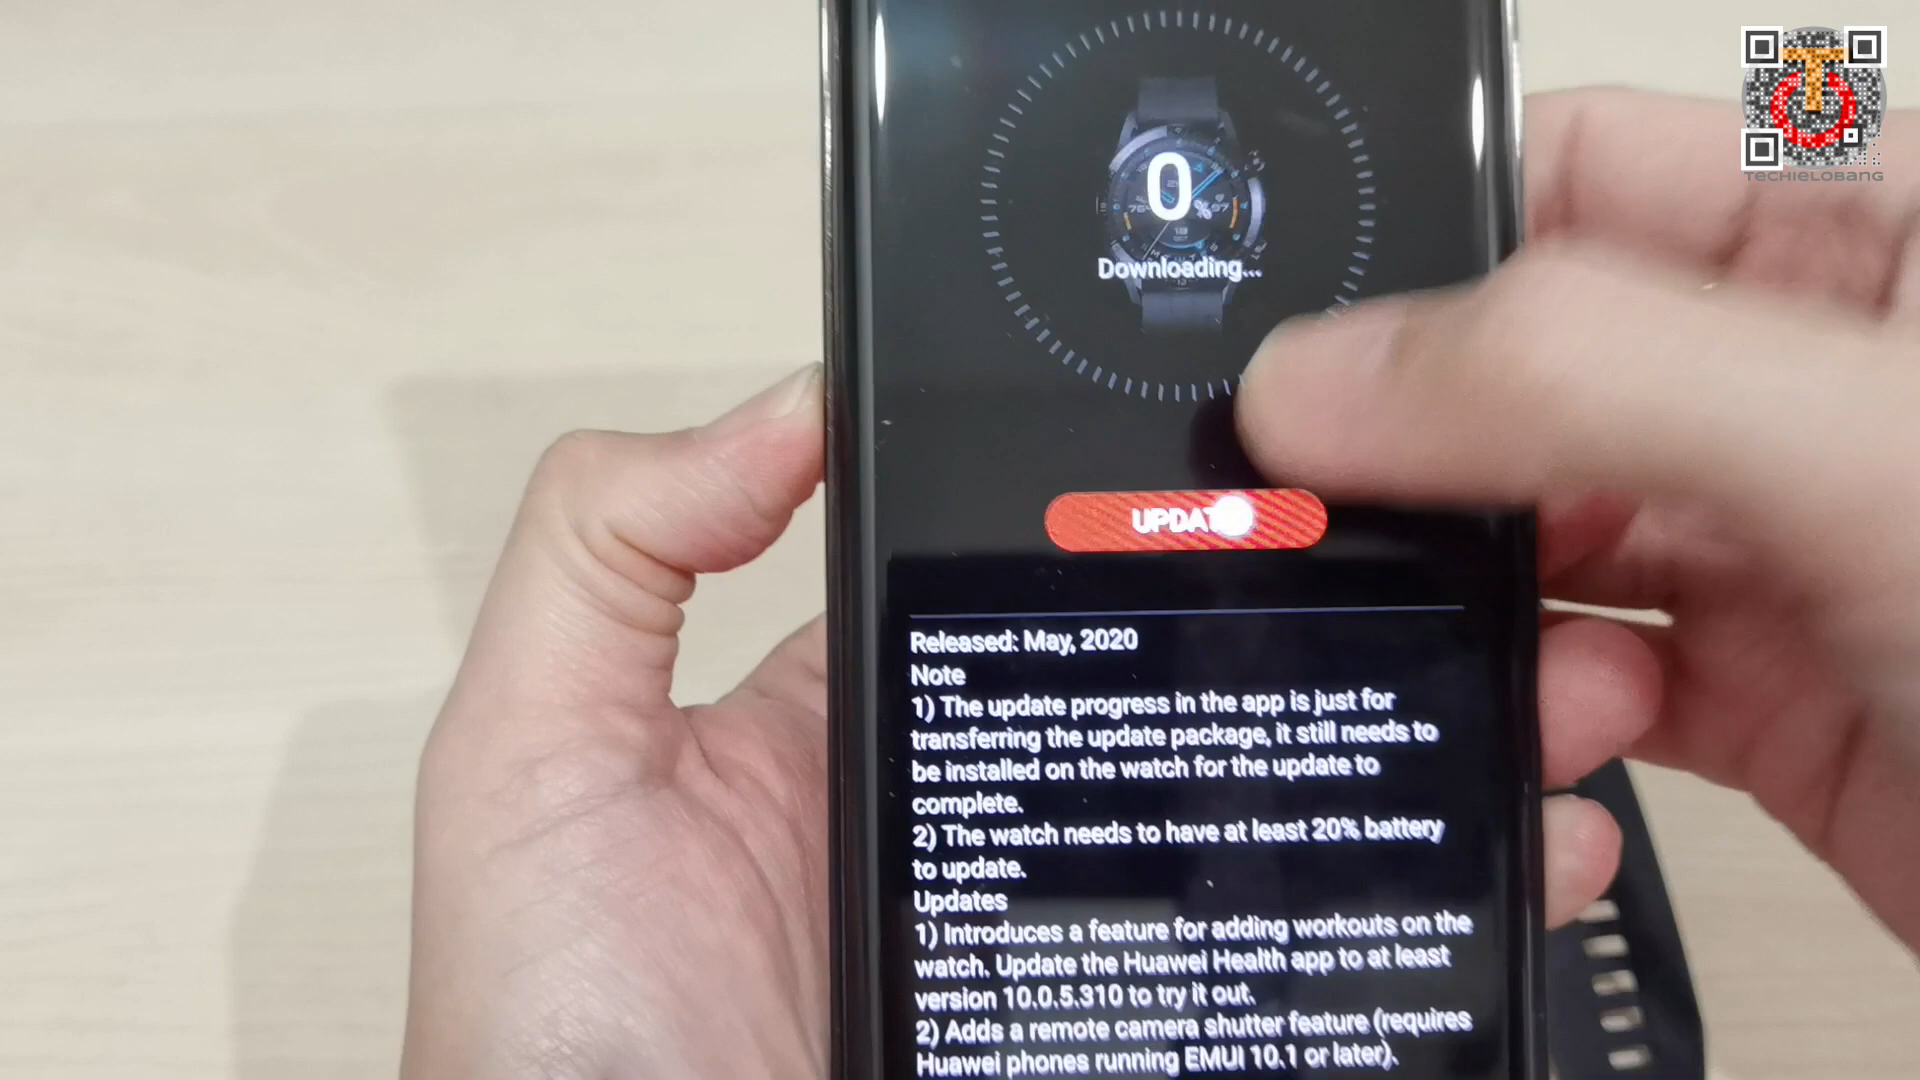 TECHIELOBANG
0
%
Downloading...
UPDATE
Released: May, 2020
Note
1) The update progress in the app is just for
transferring the update package, it still needs to
be installed on the watch for the update to
complete.
2) The watch needs to have at least 20% battery
to update.
Updates
1) Introduces a feature for adding workouts on the
watch. Update the Huawei Health app to at least
version 10.0.5.310 to try it out.
2) Adds a remote camera shutter feature (requires
Huawei phones running EMUI 10.1 or later).